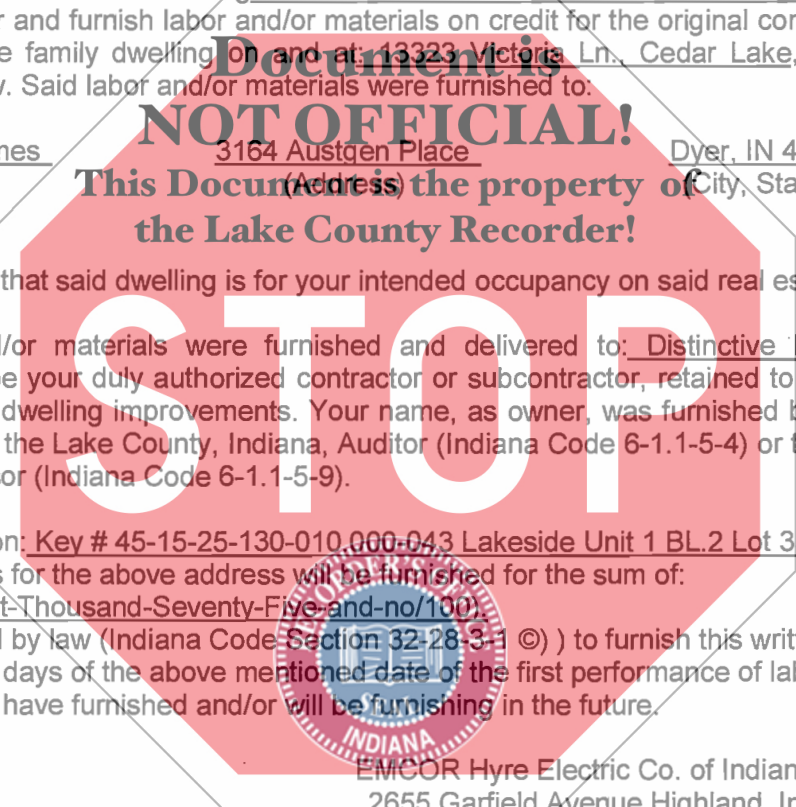 r and furnish labor and/or materials on credit for the original con
e family dwelling on and at: 13323 Victoria Ln., Cedar Lake,
Document is
. Said labor and/or materials were furnished to:
NOT OFFICIAL!
mes 3164 Austgen Place Dyer, IN 4
This Document is the property of
(Address) (City, Sta
the Lake County Recorder!
that said dwelling is for your intended occupancy on said real es
STOP
/or materials were furnished and delivered to: Distinctive
be your duly authorized contractor or subcontractor, retained to
dwelling improvements. Your name, as owner, was furnished b
the Lake County, Indiana, Auditor (Indiana Code 6-1.1-5-4) or t
or (Indiana Code 6-1.1-5-9).
on: Key # 45-15-25-130-010.000-043 Lakeside Unit 1 BL.2 Lot 3
s for the above address will be furnished for the sum of:
t-Thousand-Seventy-Five-and-no/100)
d by law (Indiana Code Section 32-28-3-1 ©) ) to furnish this writ
days of the above mentioned date of the first performance of lab
have furnished and/or will be furnishing in the future.
RECORDER'S
SEAL
INDIANA
EMCOR Hyre Electric Co. of Indian
2655 Garfield Avenue Highland, In